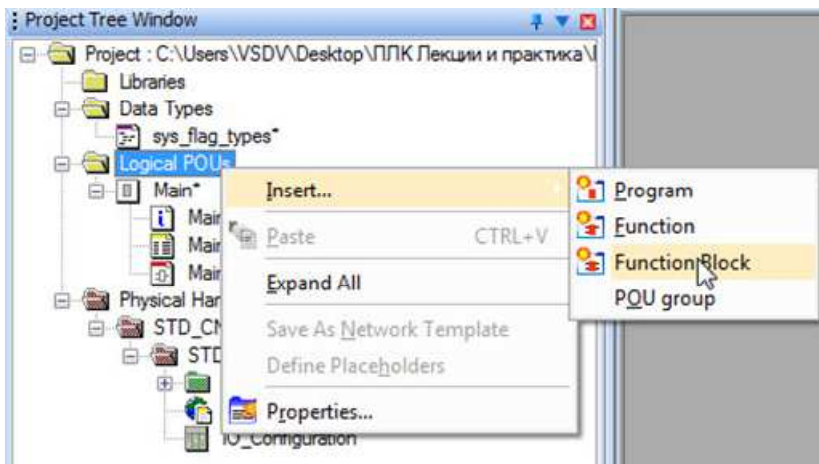 Project Tree Window
Project : C:\Users\VSDV\Desktop\ППК Лекции и практика\
Libraries
Data Types
sys_flag_types*
Logical POUs
Insert...
Program
Main*
Function
Paste CTRL+V
Function Block
Expand All
POU group
Physical Har
STD_CN
Save As Network Template
STD
Define Placeholders
Properties...
IO_Configuration